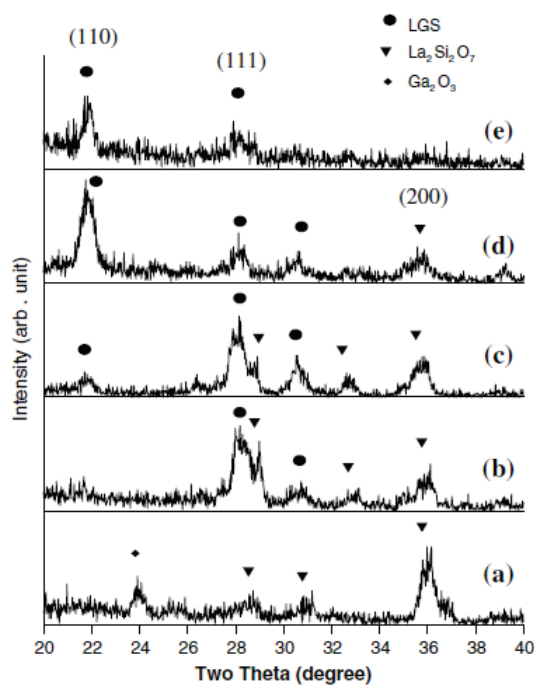 ● LGS
(110) (111) ▼ La₂Si₂O₇
◆ Ga₂O₃
(e)
(200)
(d)
(c)
(b)
(a)
20 22 24 26 28 30 32 34 36 38 40
Two Theta (degree)
Intensity (arb . unit)